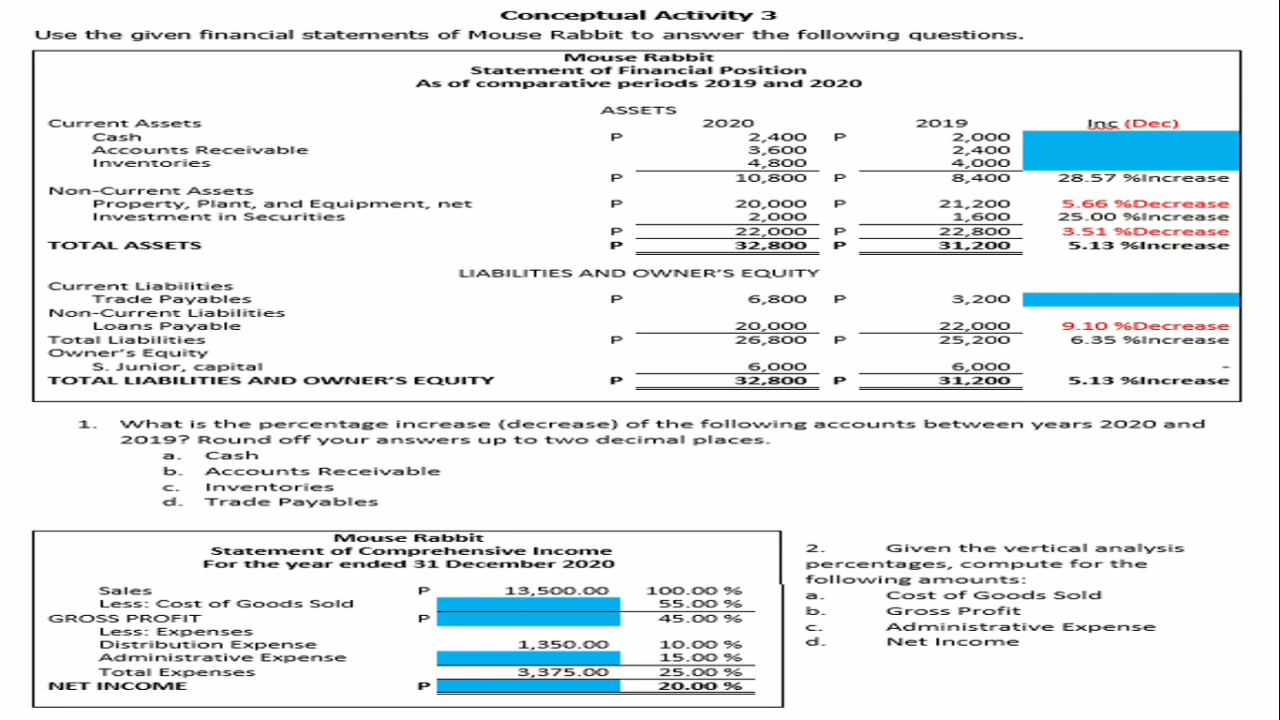 Conceptual Activity 3
Use the given financial statements of Mouse Rabbit to answer the following questions.
Mouse Rabbit
Statement of Financial Position
As of comparative periods 2019 and 2020
ASSETS
Current Assets 2020 2019 Inc (Dec)
Cash P 2,400 P 2,000
Accounts Receivable 3,600 2,400
Inventories 4,800 4,000
P 10,800 P 8,400 28.57 %Increase
Non-Current Assets
Property, Plant, and Equipment, net P 20,000 P 21,200 5.66 %Decrease
Investment in Securities 2,000 1,600 25.00 %Increase
P 22,000 P 22,800 3.51 %Decrease
TOTAL ASSETS P 32,800 P 31,200 5.13 %Increase
LIABILITIES AND OWNER'S EQUITY
Current Liabilities
Trade Payables P 6,800 P 3,200
Non-Current Liabilities
Loans Payable 20,000 22,000 9.10 %Decrease
Total Liabilities P 26,800 P 25,200 6.35 %Increase
Owner's Equity
S. Junior, capital 6,000 6,000 -
TOTAL LIABILITIES AND OWNER'S EQUITY P 32,800 P 31,200 5.13 %Increase
1. What is the percentage increase (decrease) of the following accounts between years 2020 and
2019? Round off your answers up to two decimal places.
a. Cash
b. Accounts Receivable
c. Inventories
d. Trade Payables
Mouse Rabbit
Statement of Comprehensive Income
For the year ended 31 December 2020
Sales P 13,500.00 100.00 %
Less: Cost of Goods Sold 55.00 %
GROSS PROFIT P 45.00 %
Less: Expenses
Distribution Expense 1,350.00 10.00 %
Administrative Expense 15.00 %
Total Expenses 3,375.00 25.00 %
NET INCOME P 20.00 %
2. Given the vertical analysis
percentages, compute for the
following amounts:
a. Cost of Goods Sold
b. Gross Profit
c. Administrative Expense
d. Net Income